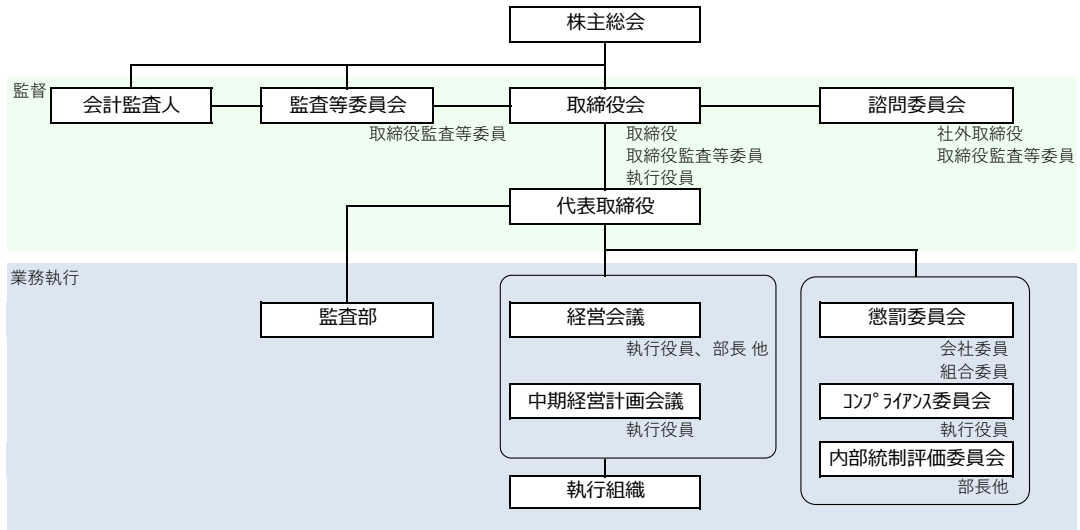 株主総会
監督
会計監査人
監査等委員会
取締役会
諮問委員会
取締役監査等委員
取締役
取締役監査等委員
執行役員
社外取締役
取締役監査等委員
代表取締役
業務執行
監査部
経営会議
執行役員、部長 他
中期経営計画会議
執行役員
執行組織
懲罰委員会
会社委員
組合委員
ｺﾝﾌﾟﾗｲｱﾝｽ委員会
執行役員
内部統制評価委員会
部長他